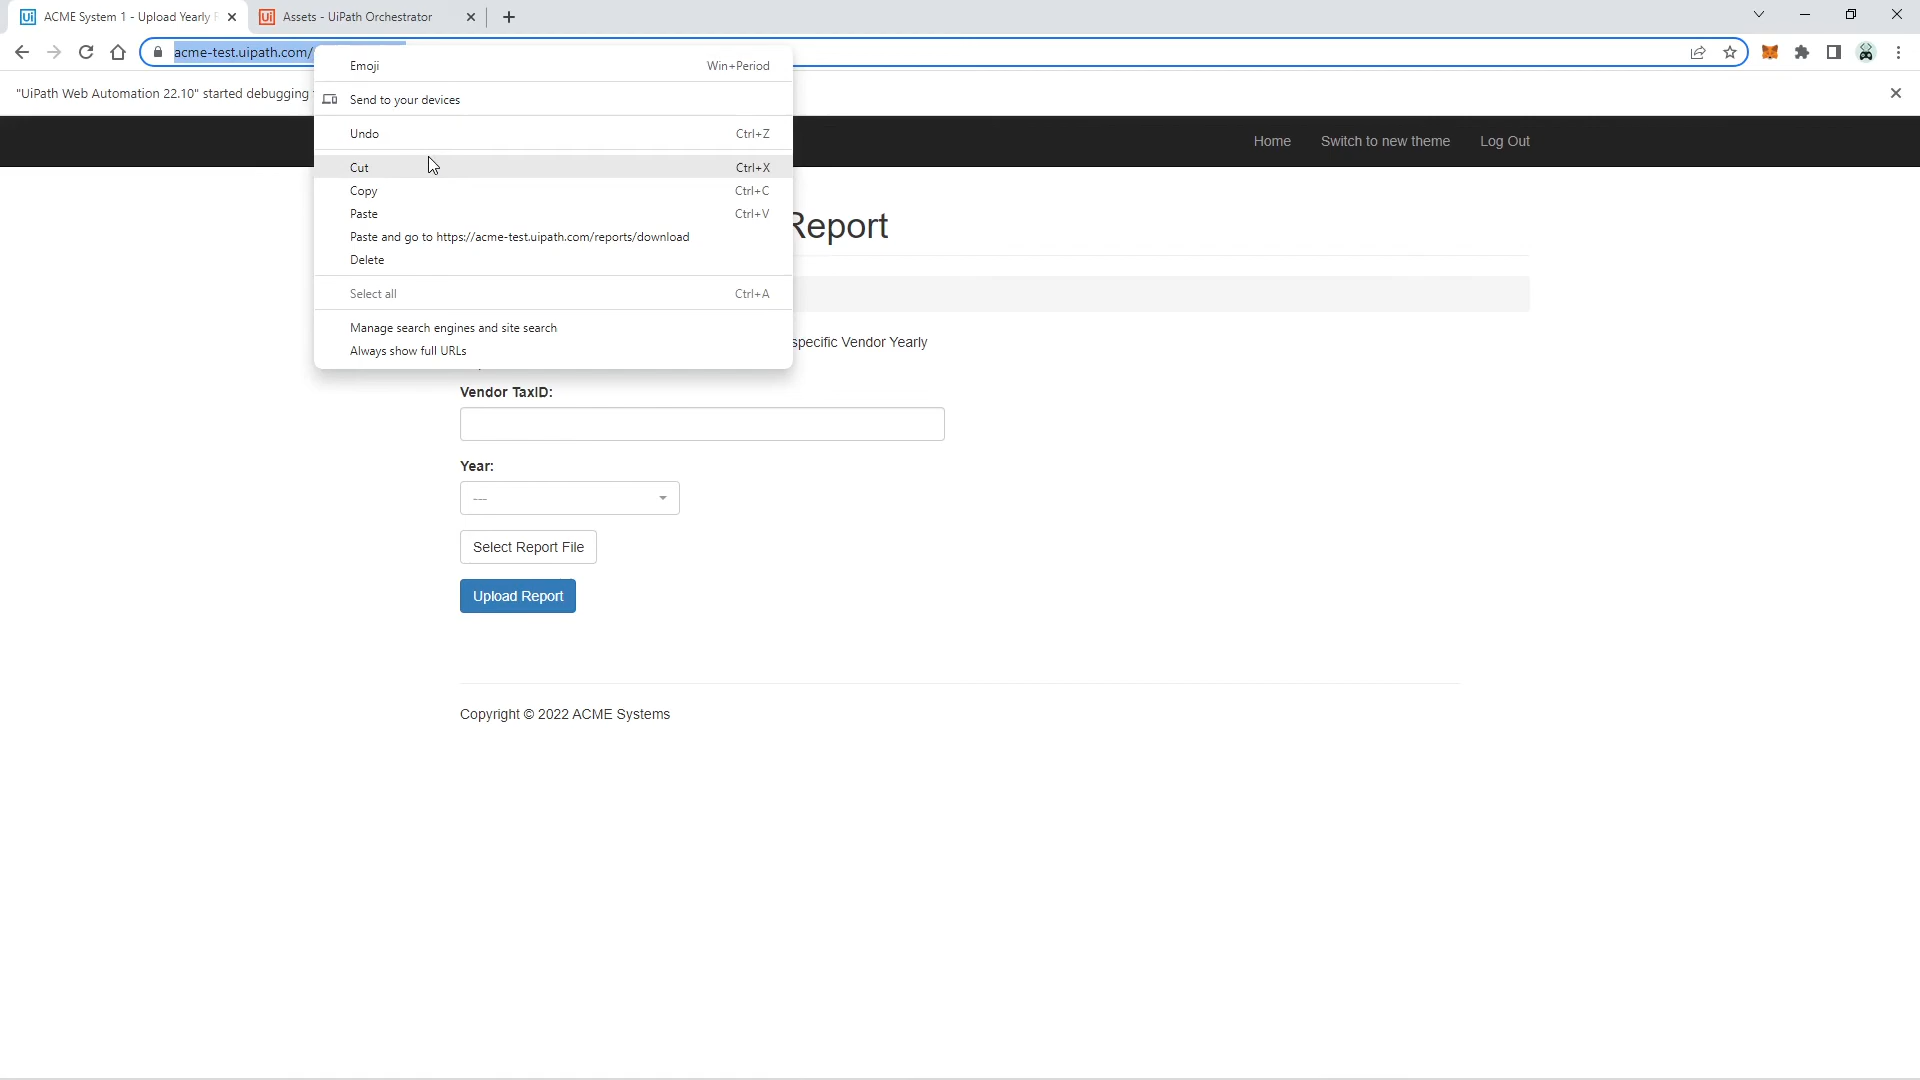 ACME System 1 - Upload Yearly
Assets - UiPath Orchestrator
acme-test.uipath.com/
"UiPath Web Automation 22.10" started debugging
Emoji Win+Period
Send to your devices
Undo Ctrl+Z
Cut Ctrl+X
Copy Ctrl+C
Paste Ctrl+V
Paste and go to https://acme-test.uipath.com/reports/download
Delete
Select all Ctrl+A
Manage search engines and site search
Always show full URLs
Home Switch to new theme Log Out
Report
specific Vendor Yearly
Vendor TaxID:
Year:
---
Select Report File
Upload Report
Copyright © 2022 ACME Systems